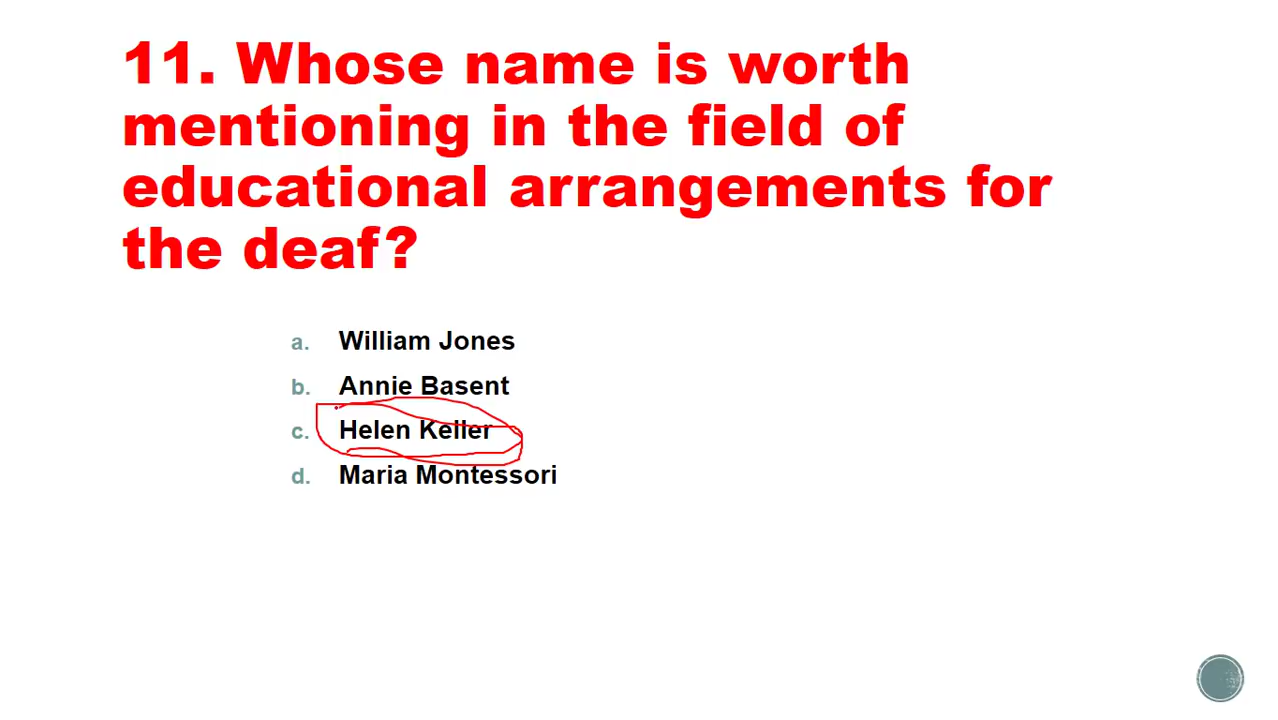 11. Whose name is worth
mentioning in the field of
educational arrangements for
the deaf?
a. William Jones
b. Annie Basent
c. Helen Keller
d. Maria Montessori